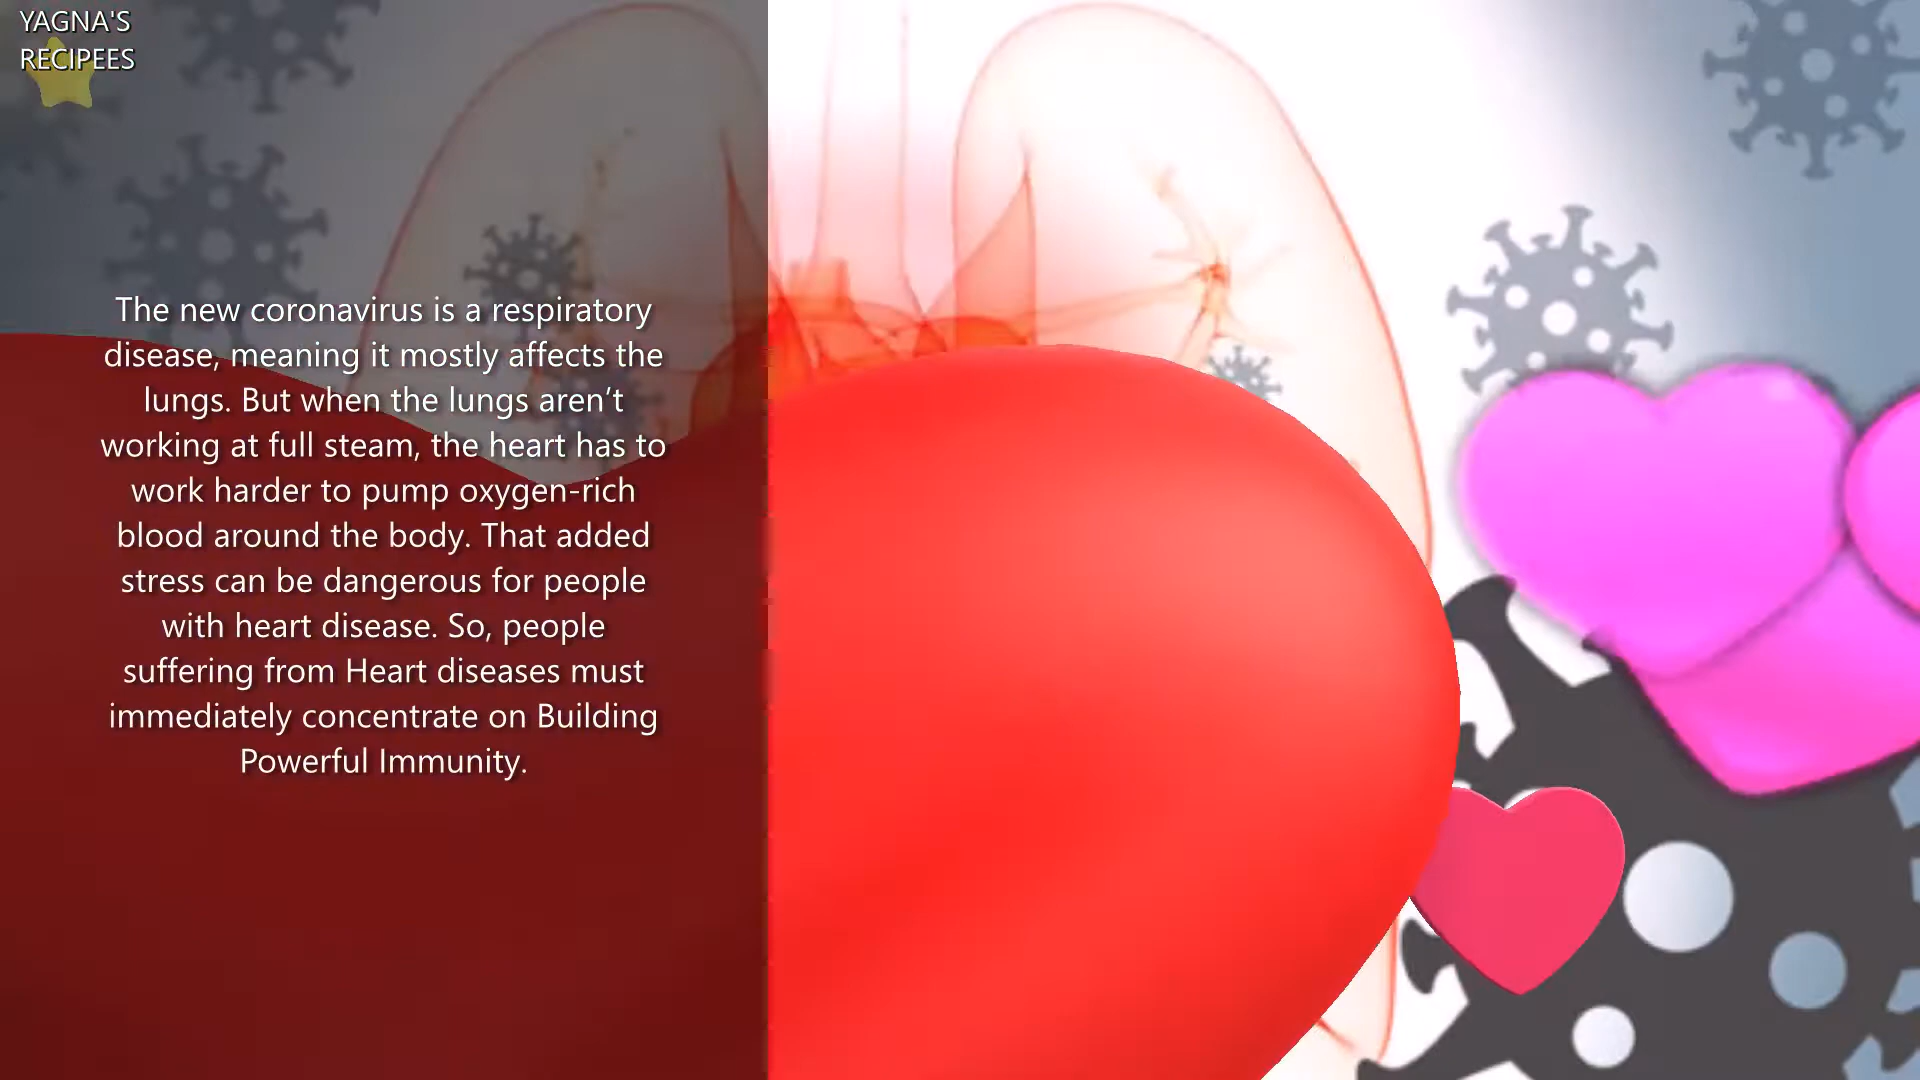 YAGNA'S
RECIPEES
The new coronavirus is a respiratory
disease, meaning it mostly affects the
lungs. But when the lungs aren’t
working at full steam, the heart has to
work harder to pump oxygen-rich
blood around the body. That added
stress can be dangerous for people
with heart disease. So, people
suffering from Heart diseases must
immediately concentrate on Building
Powerful Immunity.